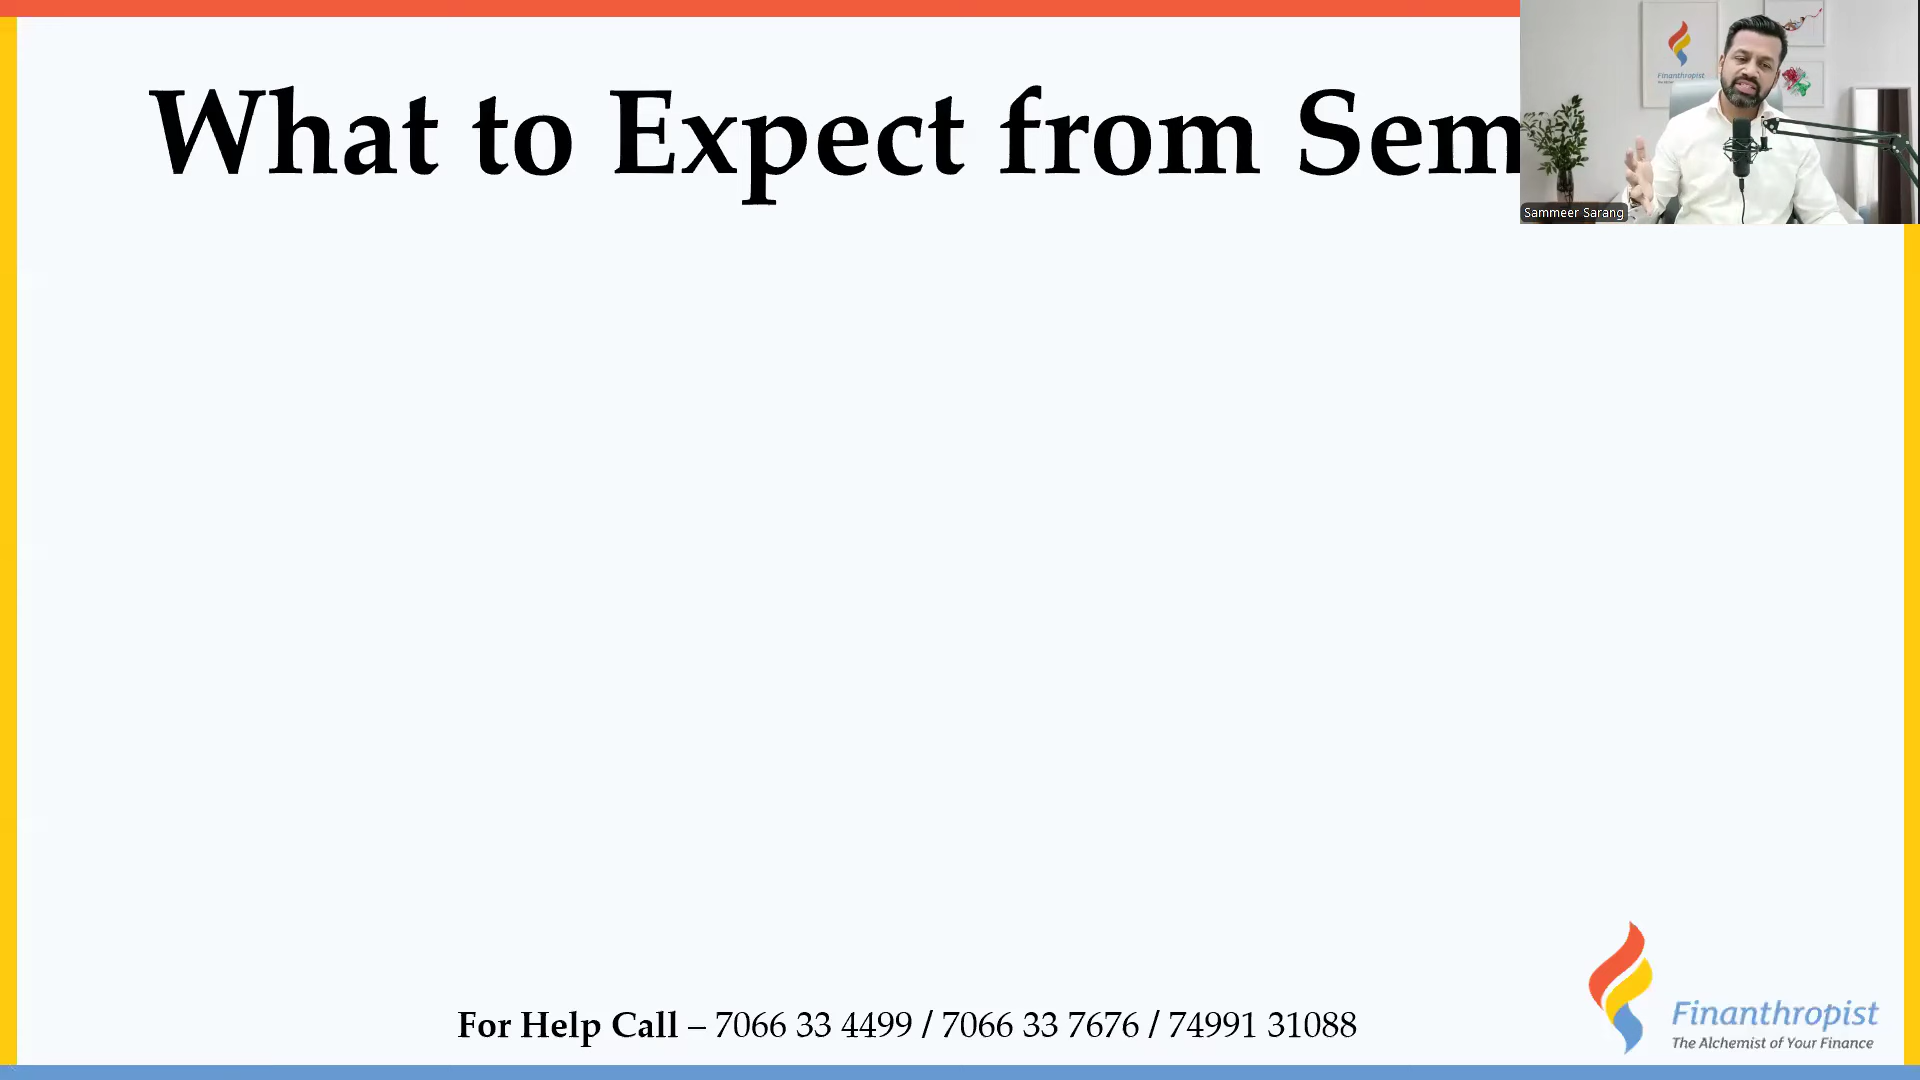 What to Expect from Sem
Finanthropist
Sammeer Sarang
For Help Call – 7066 33 4499 / 7066 33 7676 / 74991 31088
Finanthropist
The Alchemist of Your Finance